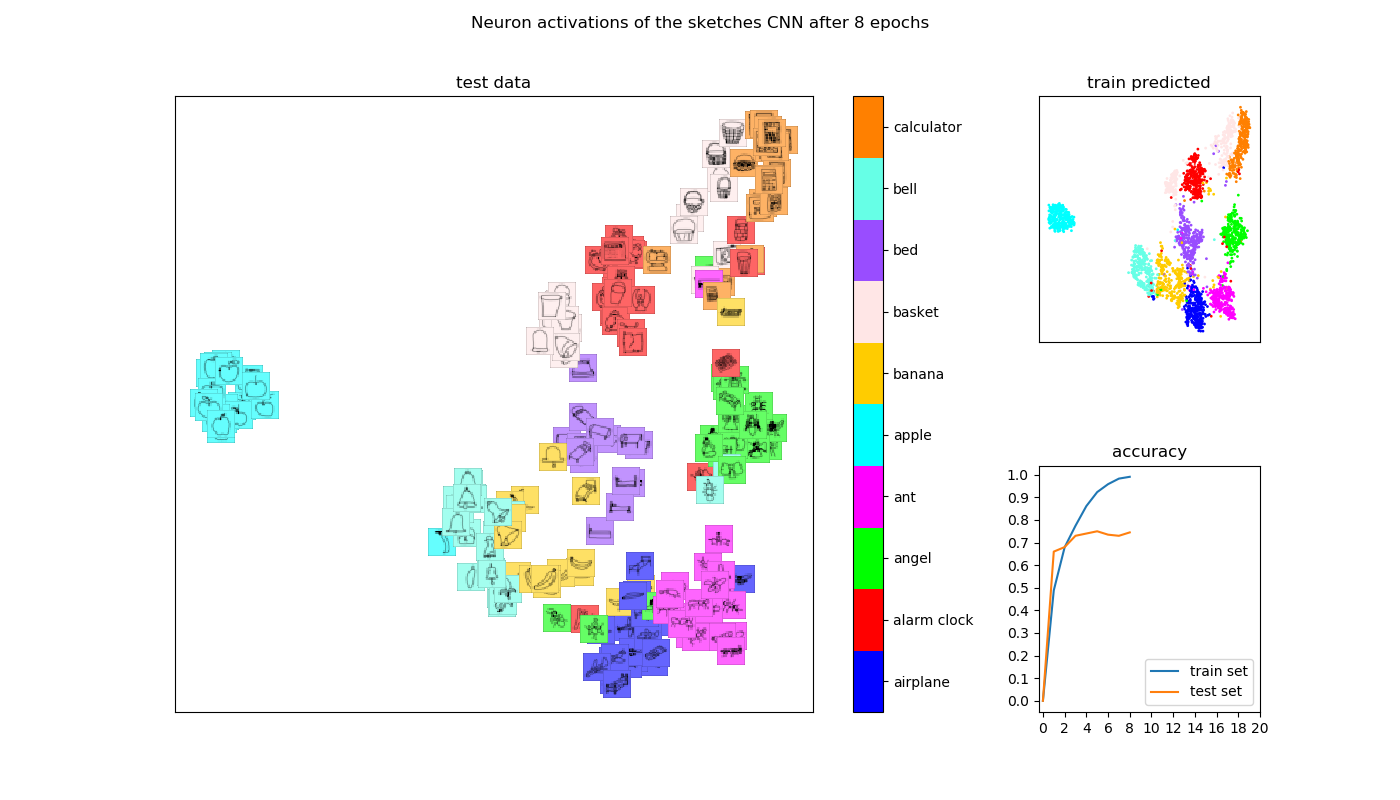 Neuron activations of the sketches CNN after 8 epochs
test data
calculator
bell
bed
basket
banana
apple
ant
angel
alarm clock
airplane
train predicted
accuracy
1.0
0.9
0.8
0.7
0.6
0.5
0.4
0.3
0.2
0.1
0.0
train set
test set
0 2 4 6 8 10 12 14 16 18 20